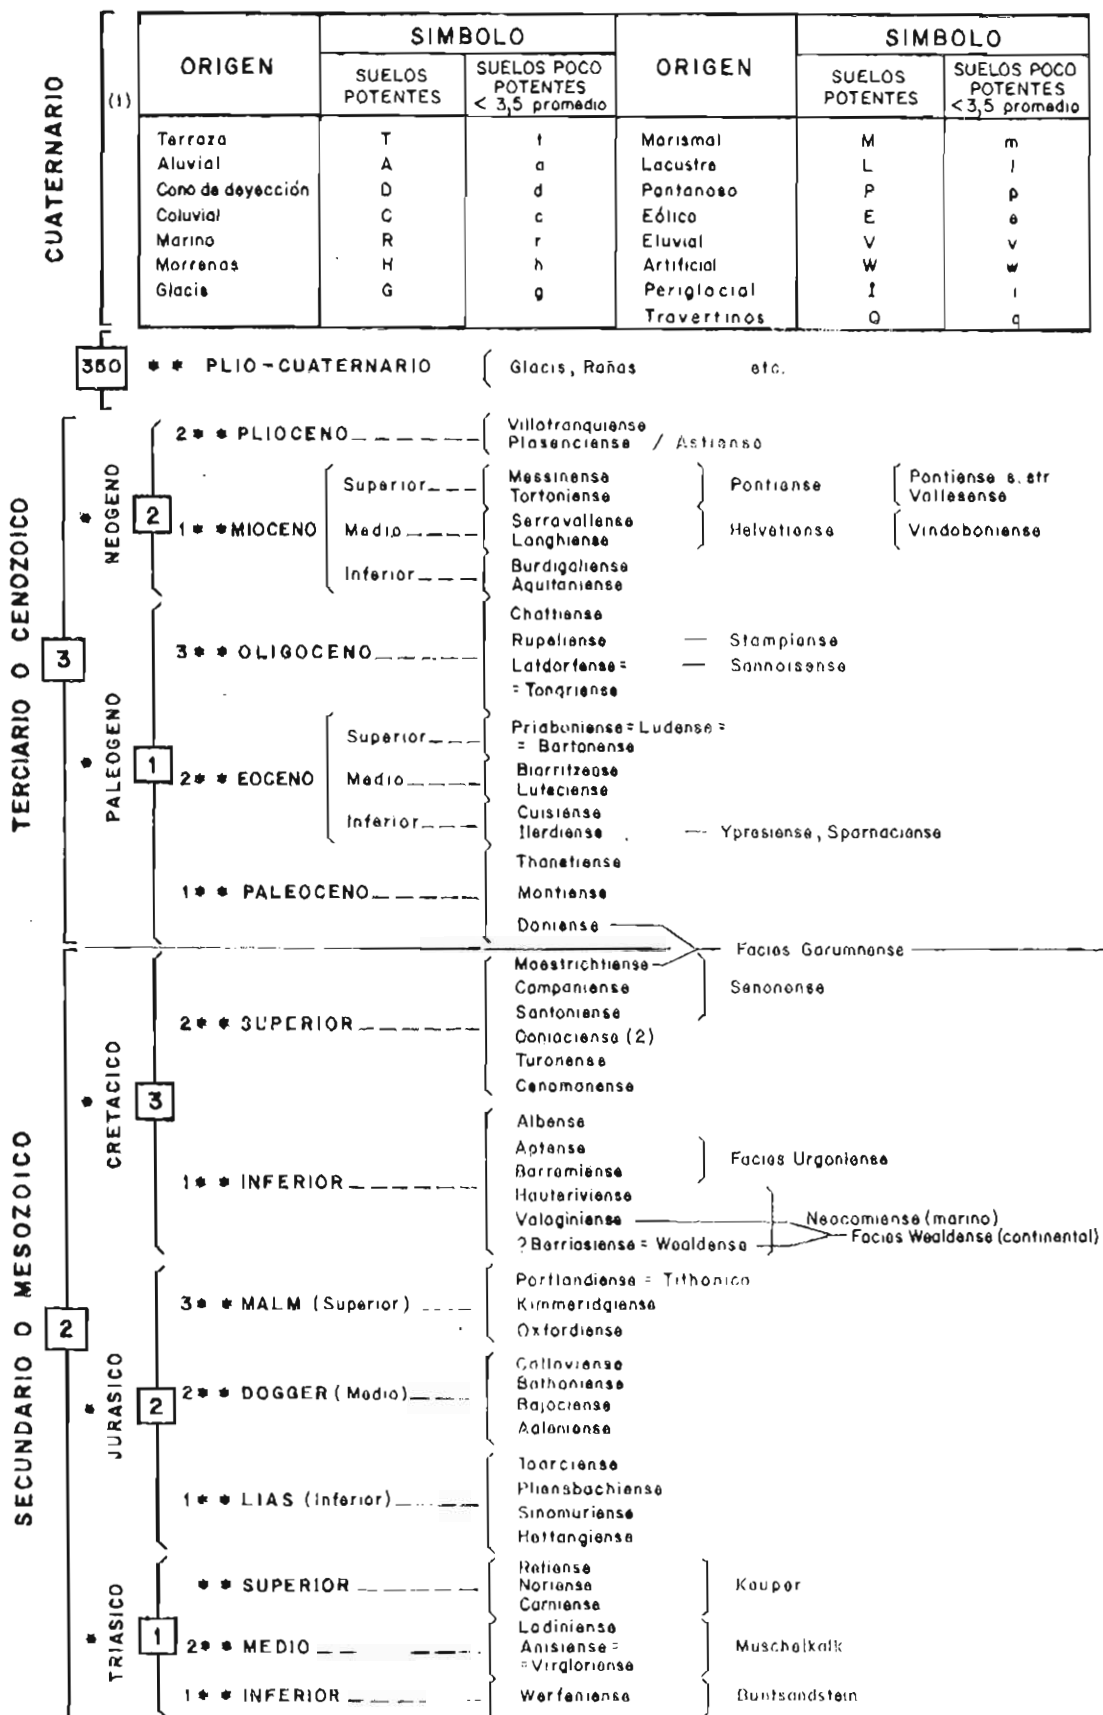 CUATERNARIO
(1)
ORIGEN
SIMBOLO
SUELOS POTENTES
SUELOS POCO POTENTES < 3,5 promedio
ORIGEN
SIMBOLO
SUELOS POTENTES
SUELOS POCO POTENTES < 3,5 promedio
Terraza T t Marismal M m
Aluvial A a Lacustre L l
Cono de deyección D d Pantanoso P p
Coluvial C c Eólico E e
Marino R r Eluvial V v
Morrenas H h Artificial W w
Glacis G g Periglacial I i
Travertinos Q q
350 * * PLIO-CUATERNARIO Glacis, Rañas etc.
TERCIARIO O CENOZOICO
3
* NEOGENO
2
2 * * PLIOCENO
Villafranquiense
Plasenciense / Astiense
1 * * MIOCENO
Superior
Messinense
Tortoniense
Pontiense
Pontiense s. str
Vallesense
Medio
Serravallense
Langhiense
Helvetiense
Vindoboniense
Inferior
Burdigaliense
Aquitaniense
* PALEOGENO
1
3 * * OLIGOCENO
Chattiense
Rupeliense — Stampiense
Latdorfense = — Sannoisense
= Tongriense
2 * * EOCENO
Superior
Priaboniense = Ludense =
= Bartonense
Medio
Biarritzense
Luteciense
Inferior
Cuisiense
Ilerdiense — Ypresiense, Sparnaciense
1 * * PALEOCENO
Thanetiense
Montiense
Daniense
Facies Garumnense
SECUNDARIO O MESOZOICO
2
* CRETACICO
3
2 * * SUPERIOR
Maestrichtiense
Campaniense
Santoniense
Senonense
Coniaciense (2)
Turonense
Cenomanense
1 * * INFERIOR
Albense
Aptense
Barremiense
Facies Urgoniense
Hauteriviense
Valanginiense
? Berriasiense = Wealdense
Neocomiense (marino)
Facies Wealdense (continental)
* JURASICO
2
3 * * MALM (Superior)
Portlandiense = Tithonico
Kimmeridgiense
Oxfordiense
2 * * DOGGER (Medio)
Calloviense
Bathoniense
Bajociense
Aaleniense
1 * * LIAS (Inferior)
Toarciense
Pliensbachiense
Sinemuriense
Hettangiense
* TRIASICO
1
* * SUPERIOR
Retiense
Noriense
Carniense
Keuper
2 * * MEDIO
Ladiniense
Anisiense =
= Virgloriense
Muschelkalk
1 * * INFERIOR
Werfeniense
Buntsandstein